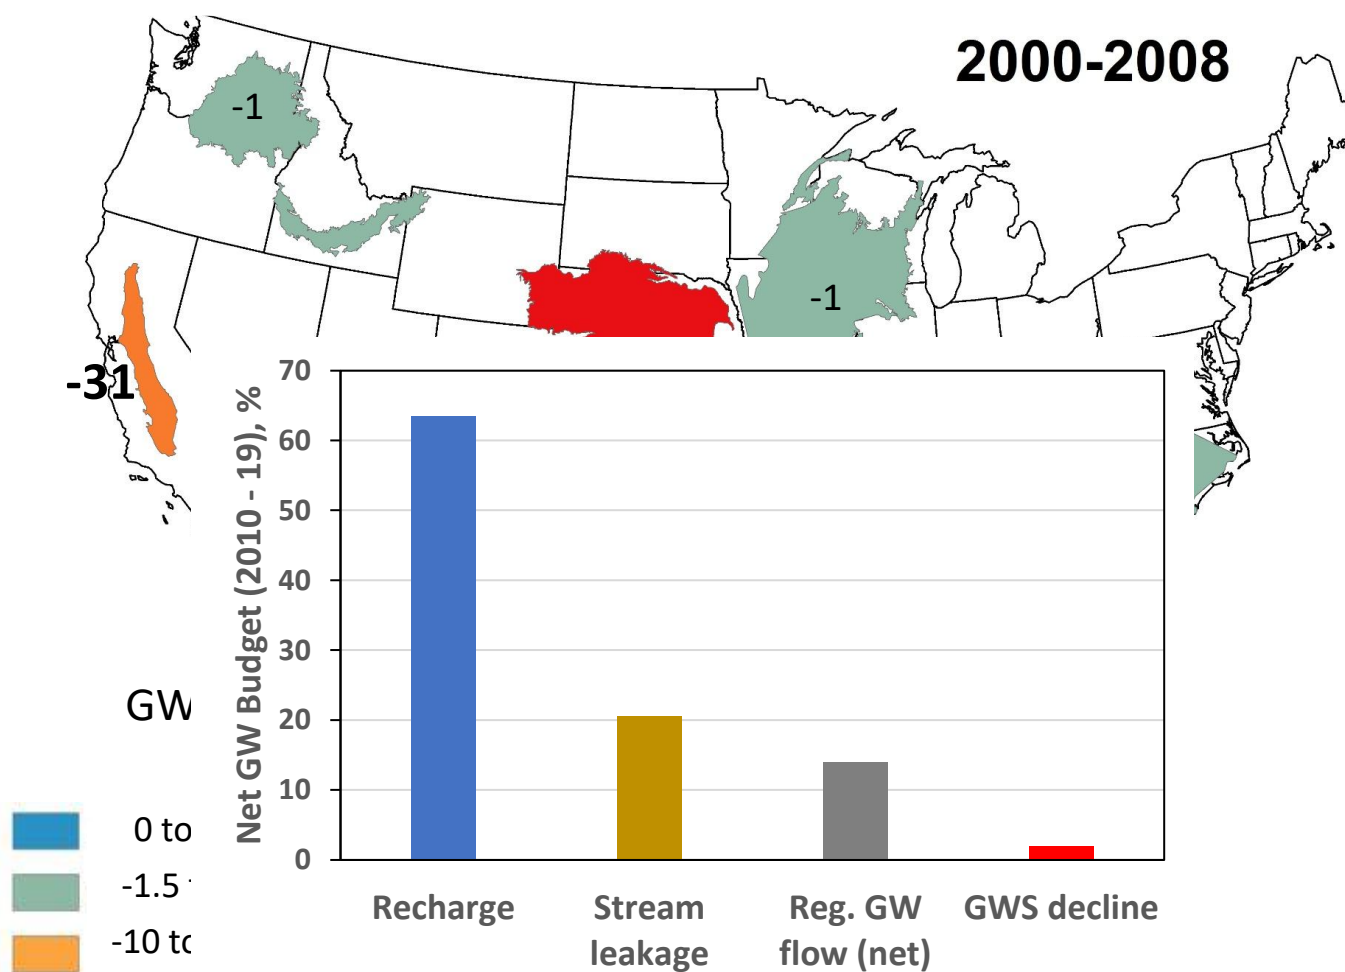 2000-2008
-1
-1
-31
Net GW Budget (2010 - 19), %
70
60
50
40
30
20
10
0
Recharge
Stream leakage
Reg. GW flow (net)
GWS decline
GW
0 to
-1.5
-10 to